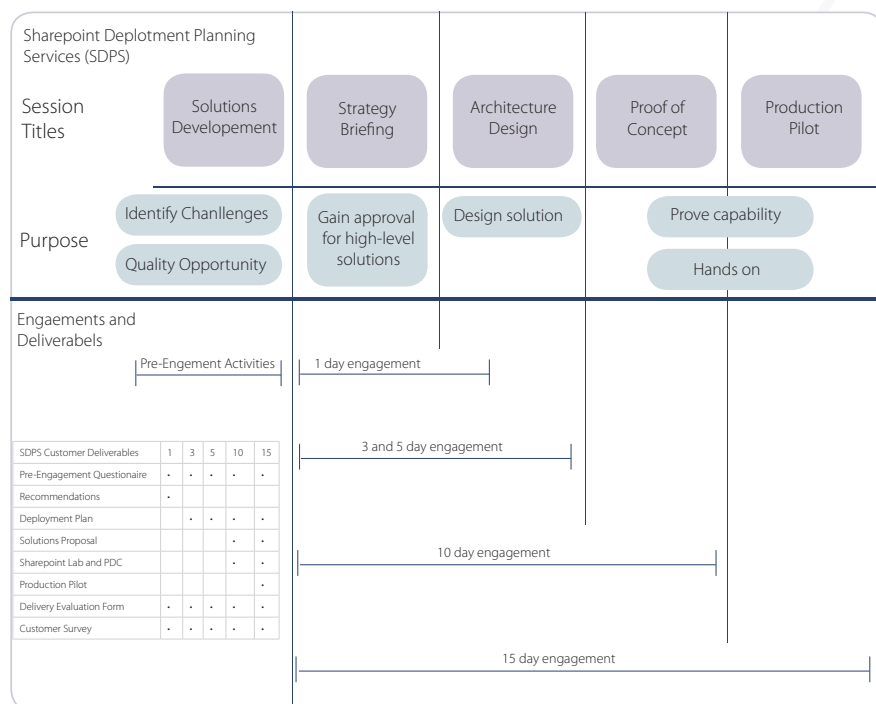 Sharepoint Deplotment Planning
Services (SDPS)
Session
Titles
Solutions
Developement
Strategy
Briefing
Architecture
Design
Proof of
Concept
Production
Pilot
Purpose
Identify Chanllenges
Quality Opportunity
Gain approval
for high-level
solutions
Design solution
Prove capability
Hands on
Engaements and
Deliverabels
Pre-Engement Activities
1 day engagement
3 and 5 day engagement
SDPS Customer Deliverables 1 3 5 10 15
Pre-Engagement Questionaire • • • • •
Recommendations •
Deployment Plan • • • •
Solutions Proposal • •
Sharepoint Lab and PDC • •
Production Pilot •
Delivery Evaluation Form • • • • •
Customer Survey • • • • •
10 day engagement
15 day engagement